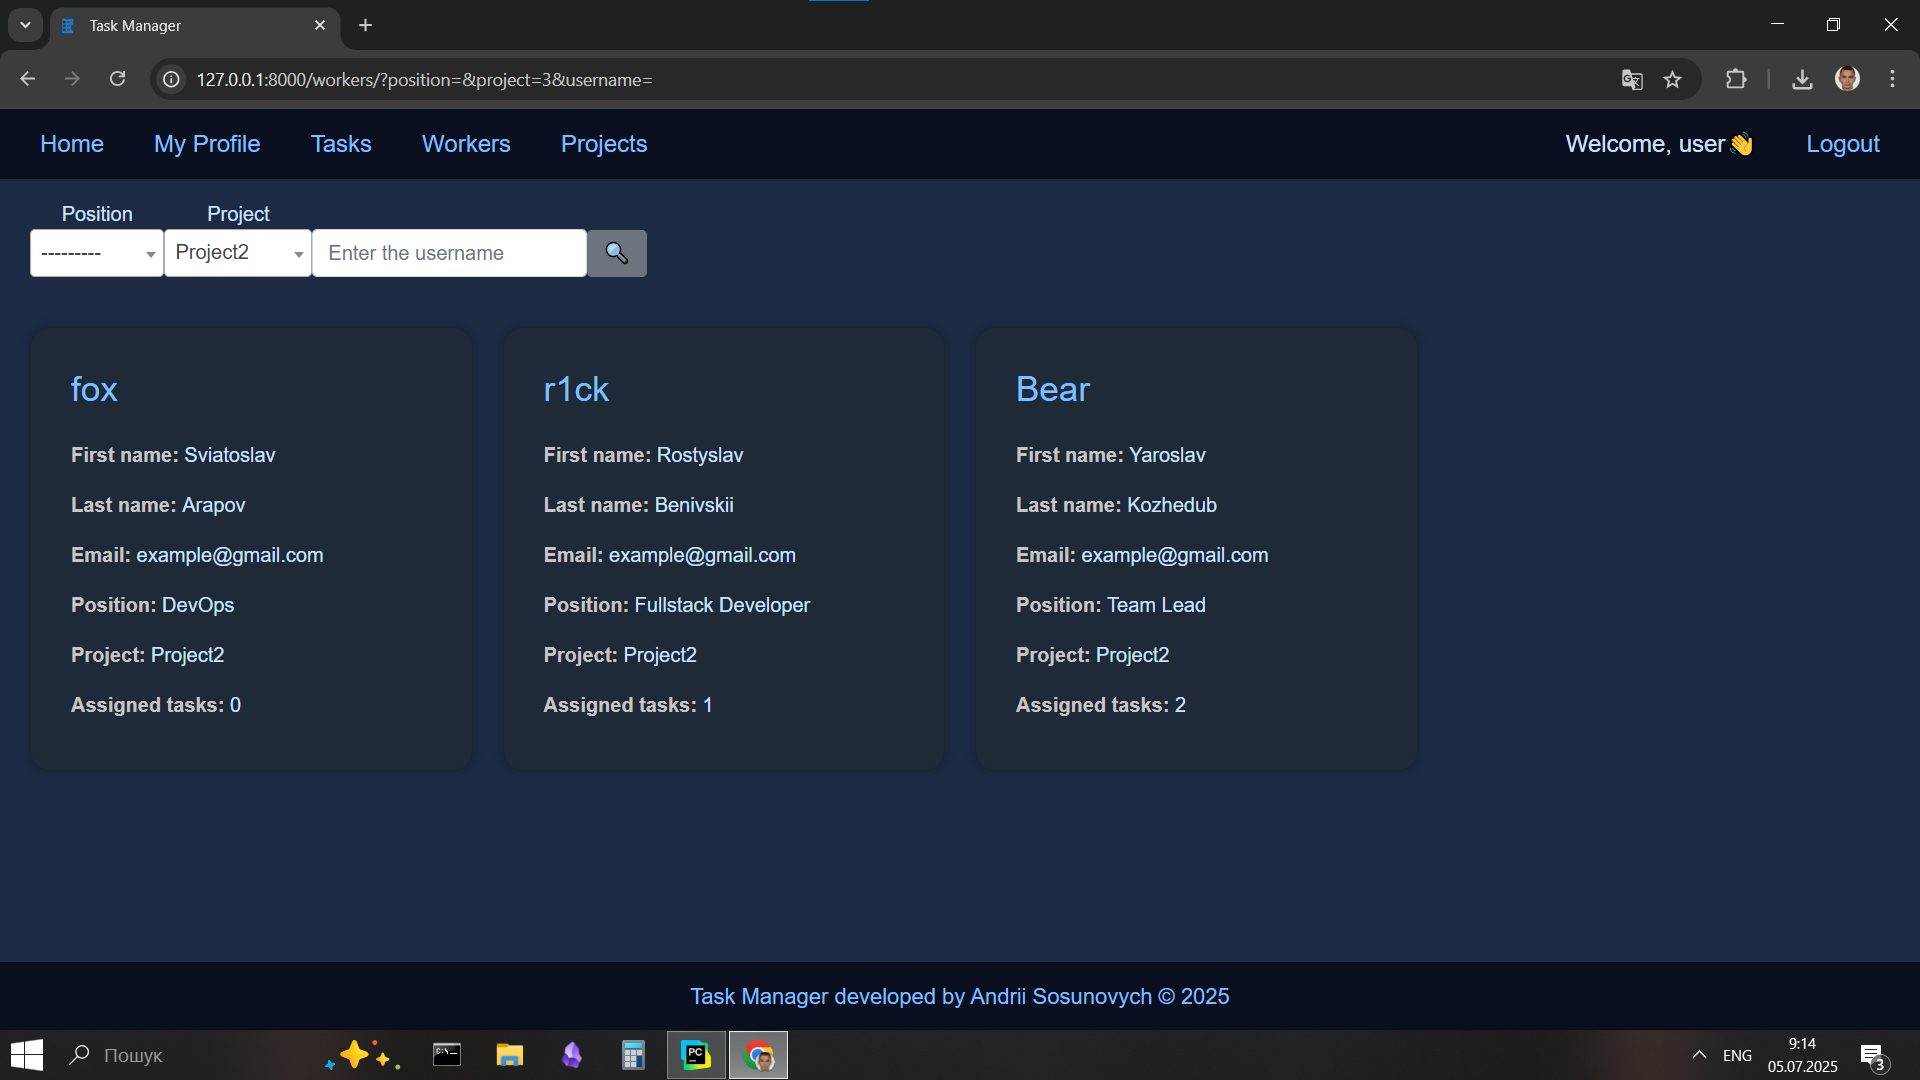 Task Manager
127.0.0.1:8000/workers/?position=&project=3&username=
Home My Profile Tasks Workers Projects Welcome, user👋 Logout
Position Project
--------- Project2 Enter the username
fox
First name: Sviatoslav
Last name: Arapov
Email: example@gmail.com
Position: DevOps
Project: Project2
Assigned tasks: 0
r1ck
First name: Rostyslav
Last name: Benivskii
Email: example@gmail.com
Position: Fullstack Developer
Project: Project2
Assigned tasks: 1
Bear
First name: Yaroslav
Last name: Kozhedub
Email: example@gmail.com
Position: Team Lead
Project: Project2
Assigned tasks: 2
Task Manager developed by Andrii Sosunovych © 2025
Пошук
C:\
PC
ENG
9:14
05.07.2025
3